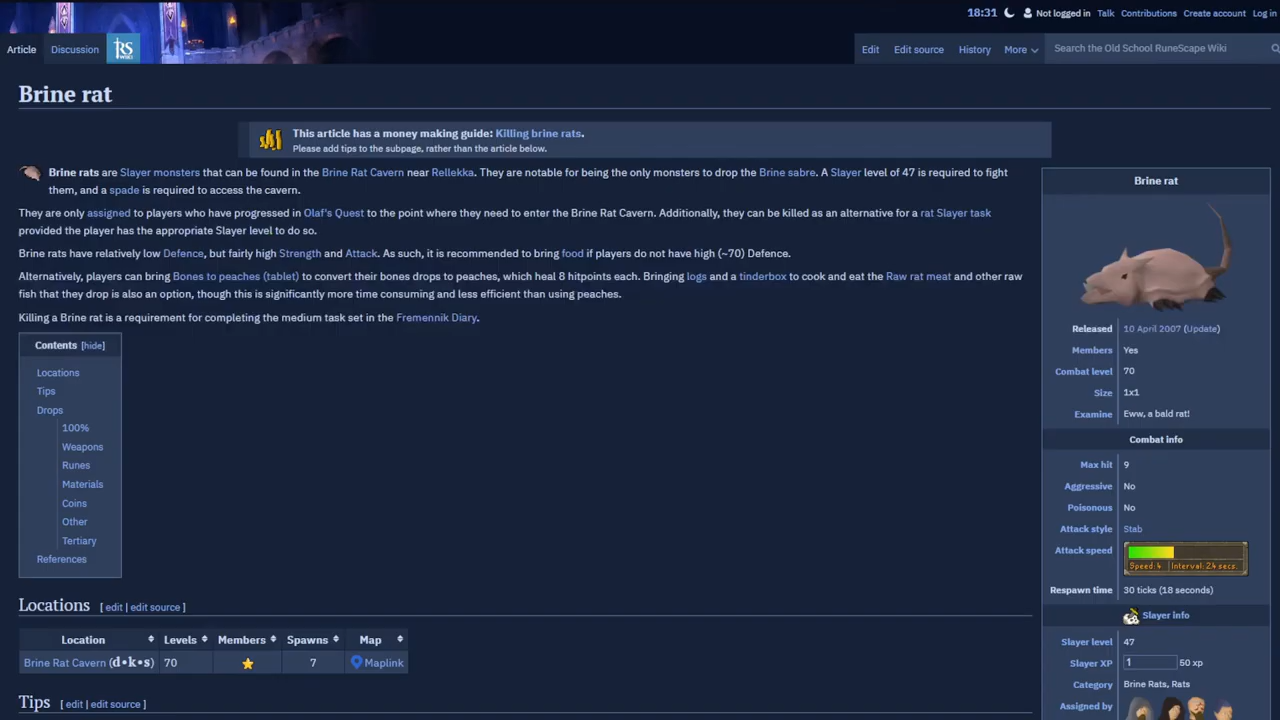 18:31 Not logged in Talk Contributions Create account Log in
Article Discussion RS WIKI Edit Edit source History More Search the Old School RuneScape Wiki
Brine rat
This article has a money making guide: Killing brine rats.
Please add tips to the subpage, rather than the article below.
Brine rats are Slayer monsters that can be found in the Brine Rat Cavern near Rellekka. They are notable for being the only monsters to drop the Brine sabre. A Slayer level of 47 is required to fight
them, and a spade is required to access the cavern.
They are only assigned to players who have progressed in Olaf's Quest to the point where they need to enter the Brine Rat Cavern. Additionally, they can be killed as an alternative for a rat Slayer task
provided the player has the appropriate Slayer level to do so.
Brine rats have relatively low Defence, but fairly high Strength and Attack. As such, it is recommended to bring food if players do not have high (~70) Defence.
Alternatively, players can bring Bones to peaches (tablet) to convert their bones drops to peaches, which heal 8 hitpoints each. Bringing logs and a tinderbox to cook and eat the Raw rat meat and other raw
fish that they drop is also an option, though this is significantly more time consuming and less efficient than using peaches.
Killing a Brine rat is a requirement for completing the medium task set in the Fremennik Diary.
Contents [hide]
Locations
Tips
Drops
100%
Weapons
Runes
Materials
Coins
Other
Tertiary
References
Locations [ edit | edit source ]
Location Levels Members Spawns Map
Brine Rat Cavern (d•k•s) 70 7 Maplink
Tips [ edit | edit source ]
Brine rat
Released 10 April 2007 (Update)
Members Yes
Combat level 70
Size 1x1
Examine Eww, a bald rat!
Combat info
Max hit 9
Aggressive No
Poisonous No
Attack style Stab
Attack speed Speed: 4 Interval: 2.4 secs.
Respawn time 30 ticks (18 seconds)
Slayer info
Slayer level 47
Slayer XP 1 50 xp
Category Brine Rats, Rats
Assigned by